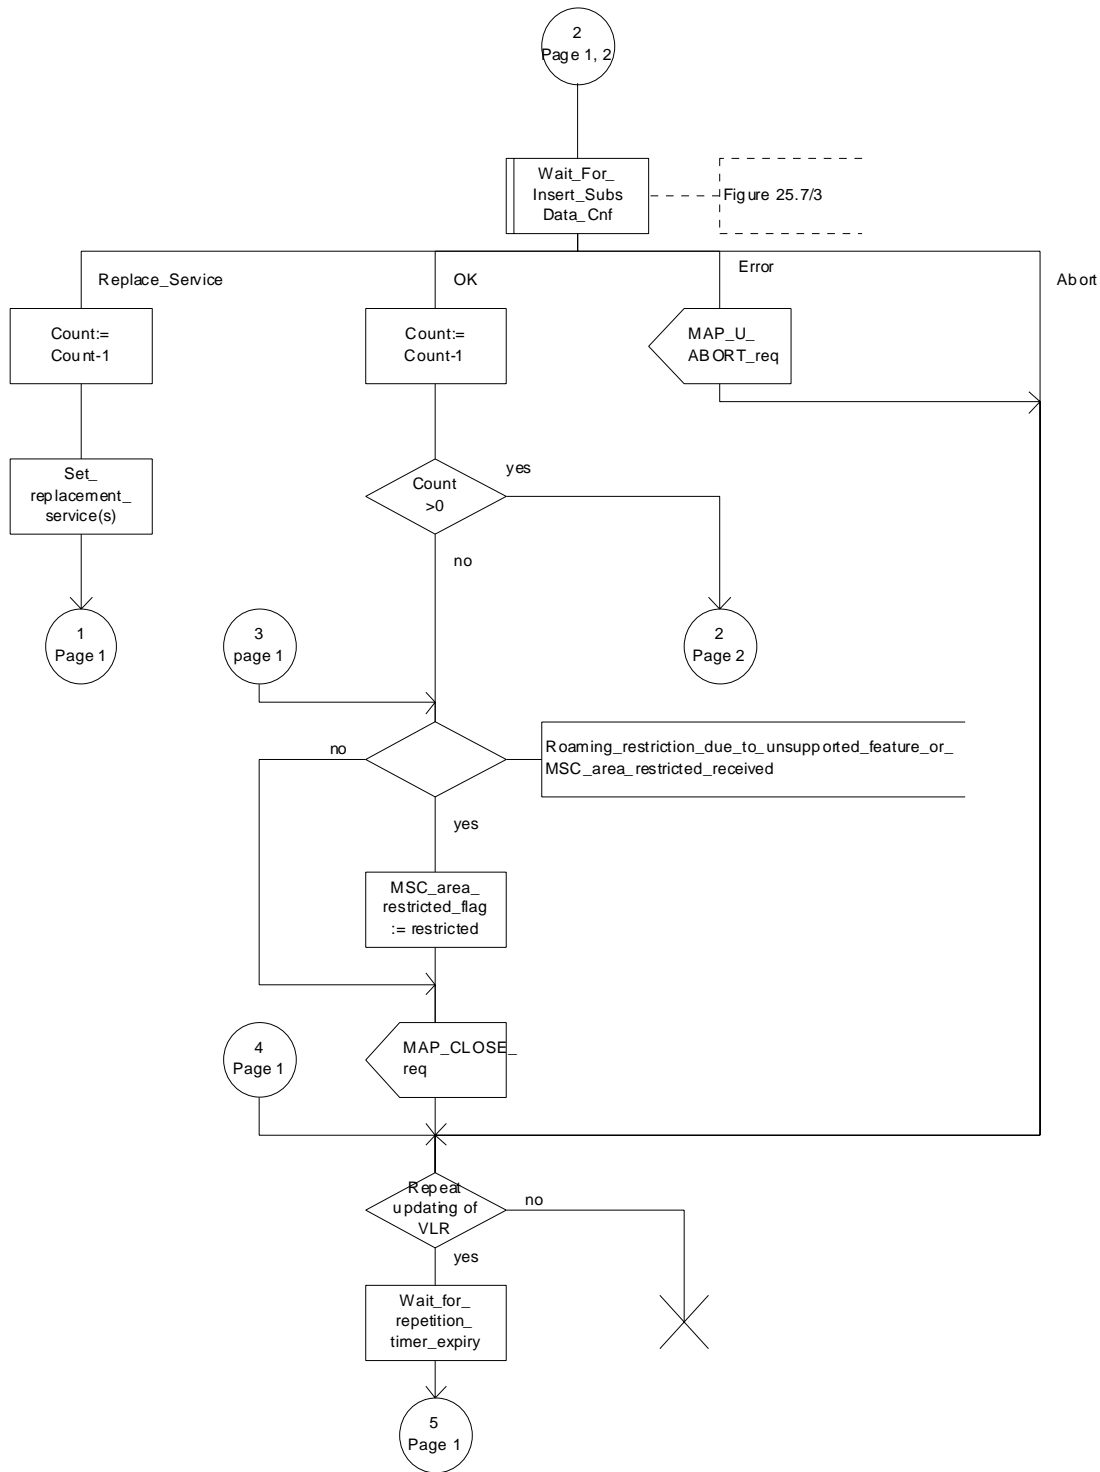 2
Page 1, 2
Wait_For_
Insert_Subs
Data_Cnf
Figure 25.7/3
Replace_Service
OK
Error
Abort
Count:=
Count-1
Count:=
Count-1
MAP_U_
ABORT_req
Set_
replacement_
service(s)
Count
>0
yes
no
1
Page 1
3
page 1
2
Page 2
no
Roaming_restriction_due_to_unsupported_feature_or_
MSC_area_restricted_received
yes
MSC_area_
restricted_flag
:= restricted
4
Page 1
MAP_CLOSE_
req
Repeat
updating of
VLR
no
yes
Wait_for_
repetition_
timer_expiry
5
Page 1